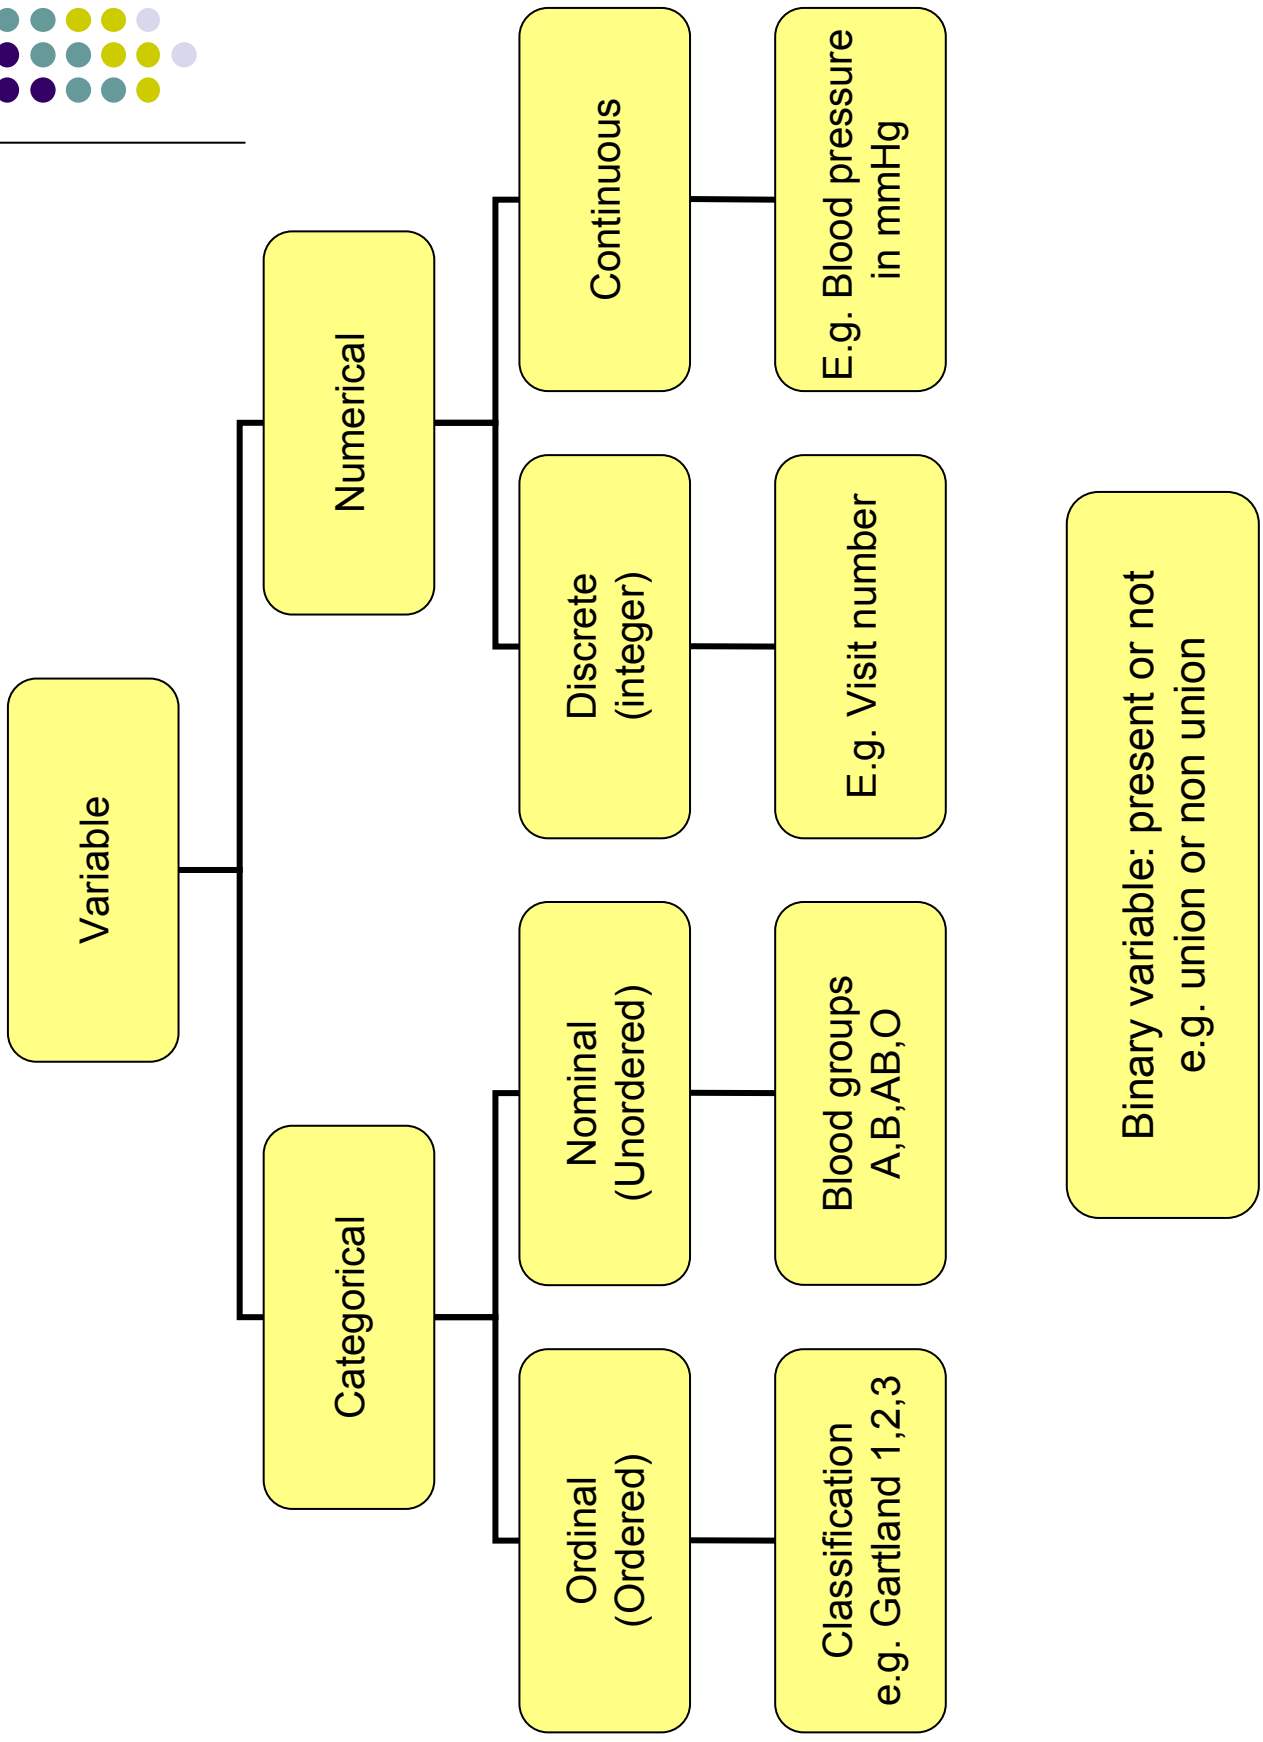 Variable
Categorical
Numerical
Ordinal
(Ordered)
Nominal
(Unordered)
Discrete
(integer)
Continuous
Classification
e.g. Gartland 1,2,3
Blood groups
A,B,AB,O
E.g. Visit number
E.g. Blood pressure
in mmHg
Binary variable: present or not
e.g. union or non union